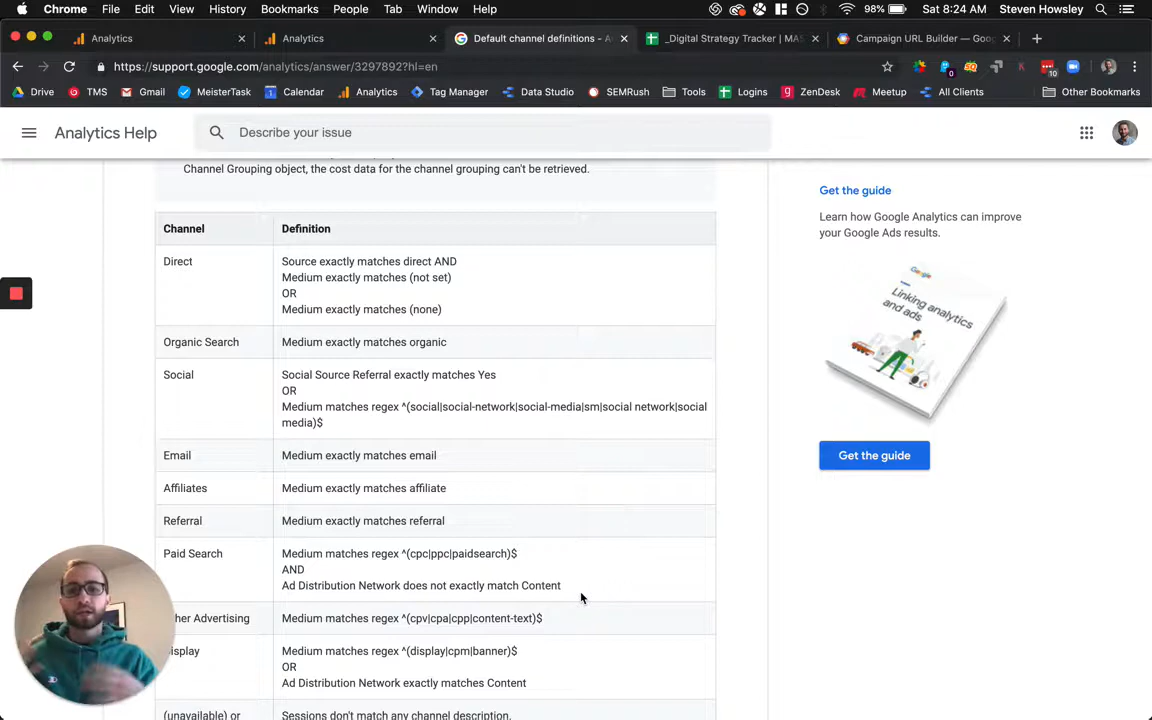 Chrome File Edit View History Bookmarks People Tab Window Help 98% Sat 8:24 AM Steven Howsley
Analytics Analytics Default channel definitions - A _Digital Strategy Tracker | MAS Campaign URL Builder — Goog
https://support.google.com/analytics/answer/3297892?hl=en
10
0
Drive TMS Gmail MeisterTask Calendar Analytics Tag Manager Data Studio SEMRush Tools Logins ZenDesk Meetup All Clients Other Bookmarks
Analytics Help Describe your issue
Channel Grouping object, the cost data for the channel grouping can't be retrieved.
Channel Definition
Direct Source exactly matches direct AND
Medium exactly matches (not set)
OR
Medium exactly matches (none)
Organic Search Medium exactly matches organic
Social Social Source Referral exactly matches Yes
OR
Medium matches regex ^(social|social-network|social-media|sm|social network|social
media)$
Email Medium exactly matches email
Affiliates Medium exactly matches affiliate
Referral Medium exactly matches referral
Paid Search Medium matches regex ^(cpc|ppc|paidsearch)$
AND
Ad Distribution Network does not exactly match Content
her Advertising Medium matches regex ^(cpv|cpa|cpp|content-text)$
isplay Medium matches regex ^(display|cpm|banner)$
OR
Ad Distribution Network exactly matches Content
(unavailable) or Sessions don't match any channel description.
Get the guide
Learn how Google Analytics can improve
your Google Ads results.
Google
Linking analytics
and ads
Get the guide